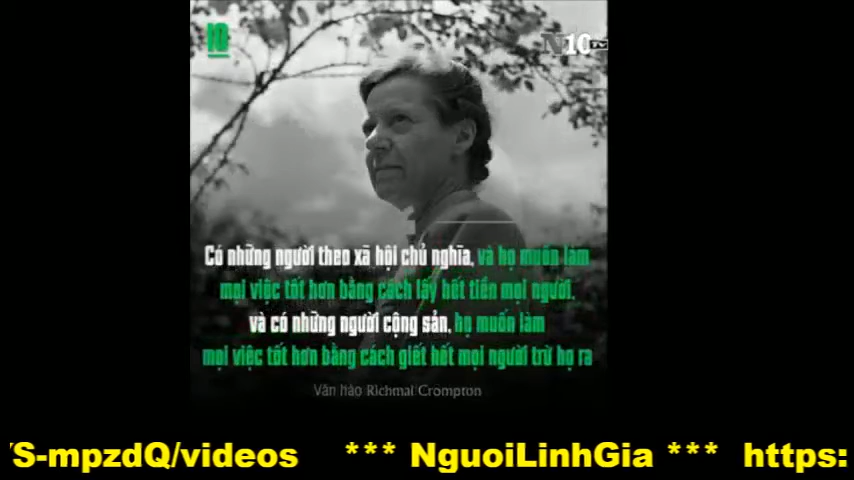 10
N10TV
Có những người theo xã hội chủ nghĩa, và họ muốn làm
mọi việc tốt hơn bằng cách lấy hết tiền mọi người,
và có những người cộng sản, họ muốn làm
mọi việc tốt hơn bằng cách giết hết mọi người trừ họ ra
Văn hào Richmal Crompton
/S-mpzdQ/videos *** NguoiLinhGia *** https: